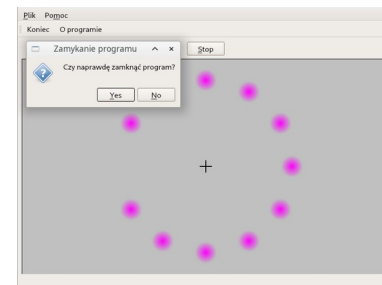 Plik Pomoc
Koniec O programie
Zamykanie programu
Stop
Czy naprawdę zamknąć program?
Yes No